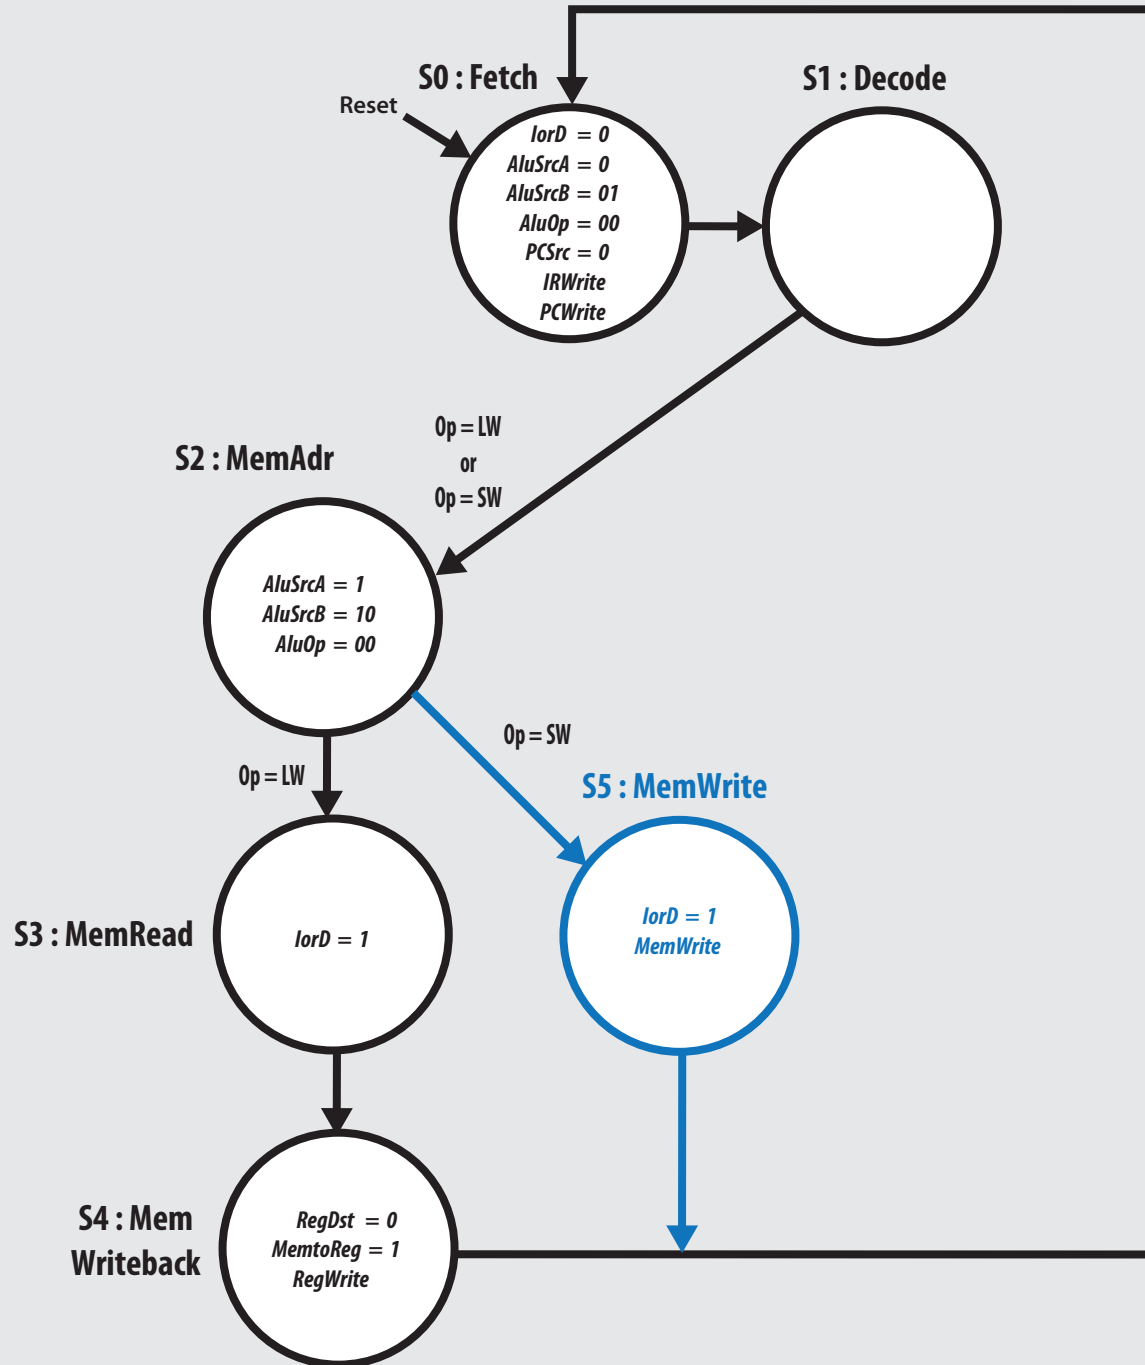 S0 : Fetch
S1 : Decode
Reset
IorD = 0
AluSrcA = 0
AluSrcB = 01
AluOp = 00
PCSrc = 0
IRWrite
PCWrite
Op = LW
or
Op = SW
S2 : MemAdr
AluSrcA = 1
AluSrcB = 10
AluOp = 00
Op = SW
Op = LW
S5 : MemWrite
S3 : MemRead
IorD = 1
IorD = 1
MemWrite
S4 : Mem
Writeback
RegDst = 0
MemtoReg = 1
RegWrite